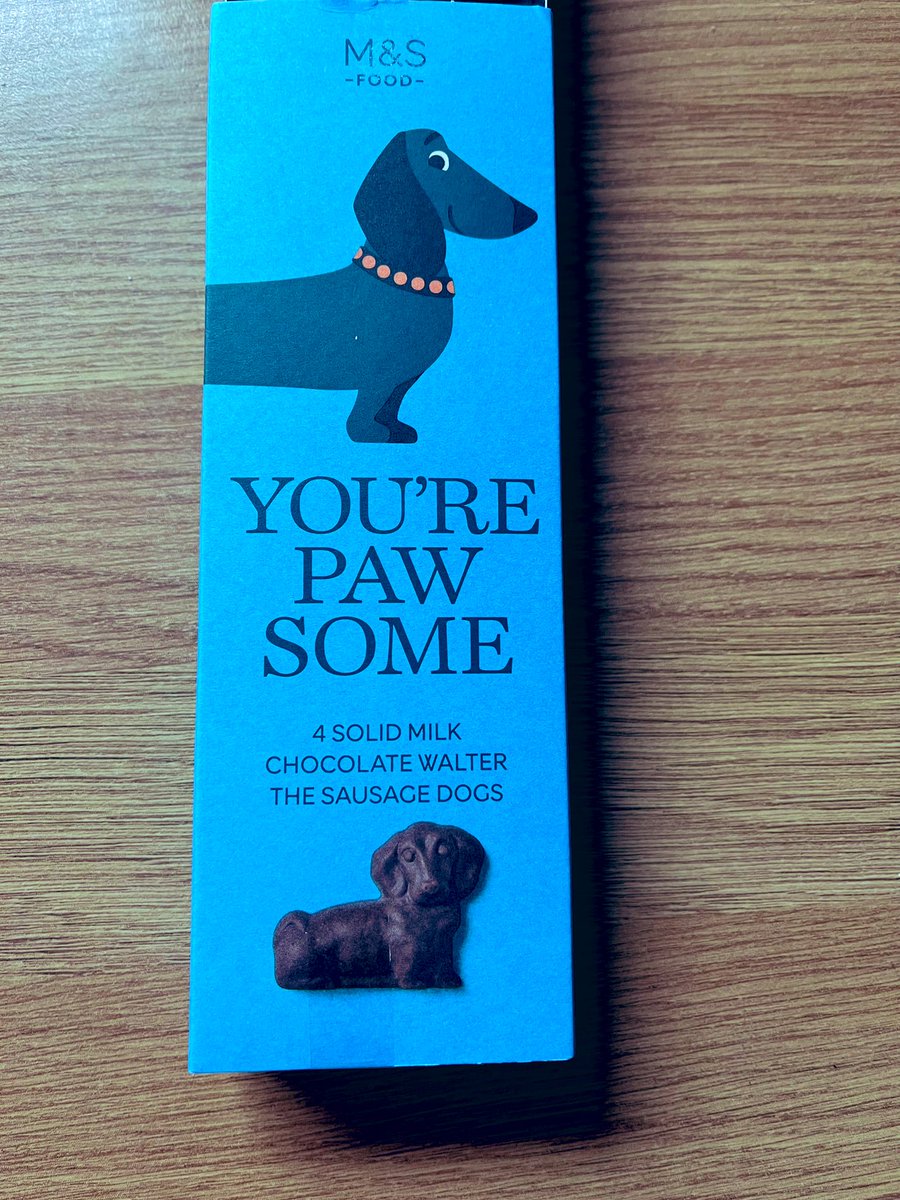 M&S
-FOOD-
YOU'RE
PAW
SOME
4 SOLID MILK
CHOCOLATE WALTER
THE SAUSAGE DOGS